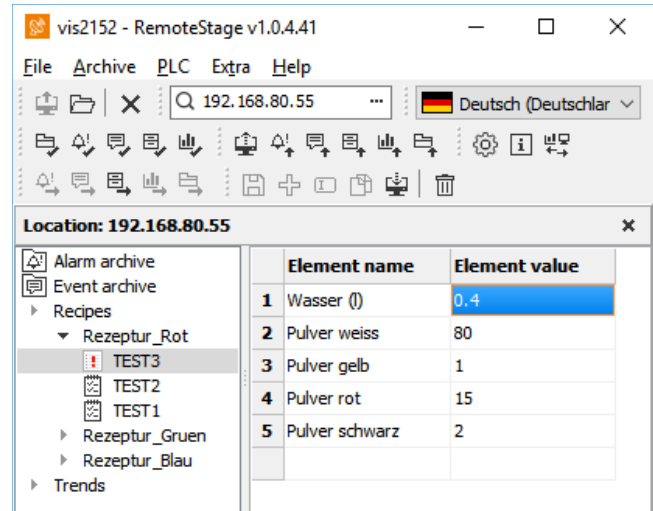 vis2152 - RemoteStage v1.0.4.41
File Archive PLC Extra Help
192.168.80.55 ... Deutsch (Deutschlar
Location: 192.168.80.55
Alarm archive
Event archive
Recipes
Rezeptur_Rot
TEST3
TEST2
TEST1
Rezeptur_Gruen
Rezeptur_Blau
Trends
Element name Element value
1 Wasser (l) 0.4
2 Pulver weiss 80
3 Pulver gelb 1
4 Pulver rot 15
5 Pulver schwarz 2